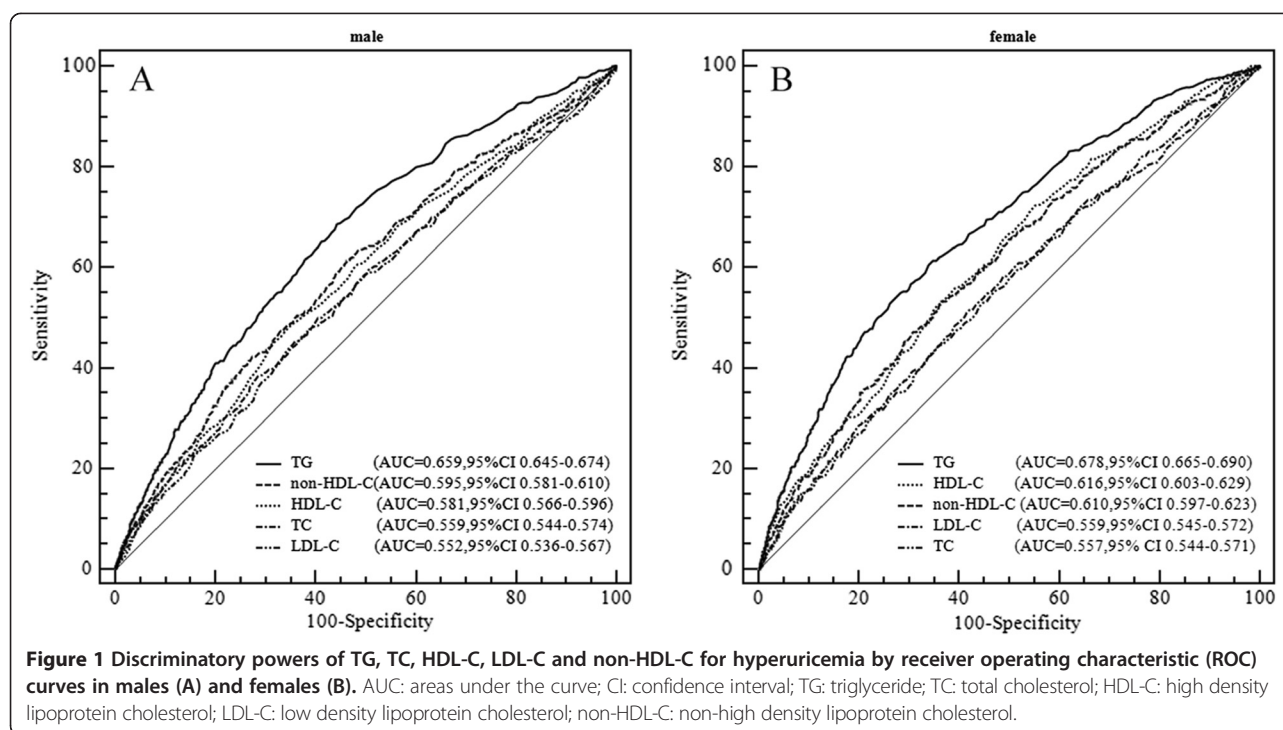 male
A
100
80
60
40
20
0
Sensitivity
TG (AUC=0.659,95%CI 0.645-0.674)
non-HDL-C(AUC=0.595,95%CI 0.581-0.610)
HDL-C (AUC=0.581,95%CI 0.566-0.596)
TC (AUC=0.559,95%CI 0.544-0.574)
LDL-C (AUC=0.552,95%CI 0.536-0.567)
0 20 40 60 80 100
100-Specificity
female
B
100
80
60
40
20
0
Sensitivity
TG (AUC=0.678,95%CI 0.665-0.690)
HDL-C (AUC=0.616,95%CI 0.603-0.629)
non-HDL-C (AUC=0.610,95%CI 0.597-0.623)
LDL-C (AUC=0.559,95%CI 0.545-0.572)
TC (AUC=0.557,95% CI 0.544-0.571)
0 20 40 60 80 100
100-Specificity
Figure 1 Discriminatory powers of TG, TC, HDL-C, LDL-C and non-HDL-C for hyperuricemia by receiver operating characteristic (ROC)
curves in males (A) and females (B). AUC: areas under the curve; CI: confidence interval; TG: triglyceride; TC: total cholesterol; HDL-C: high density
lipoprotein cholesterol; LDL-C: low density lipoprotein cholesterol; non-HDL-C: non-high density lipoprotein cholesterol.